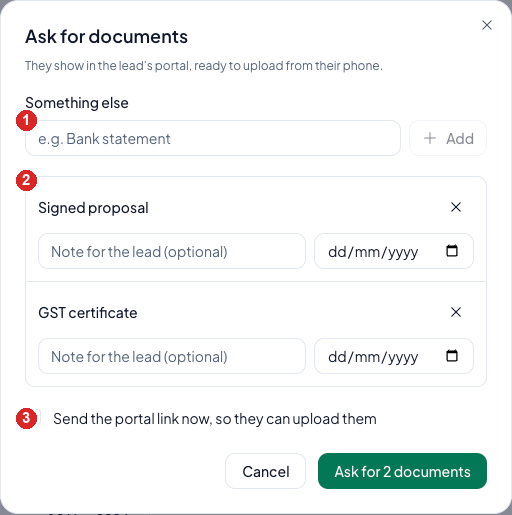 Ask for documents
They show in the lead's portal, ready to upload from their phone.
Something else
1
e.g. Bank statement
+ Add
2
Signed proposal
Note for the lead (optional) dd/mm/yyyy
GST certificate
Note for the lead (optional) dd/mm/yyyy
3 Send the portal link now, so they can upload them
Cancel Ask for 2 documents